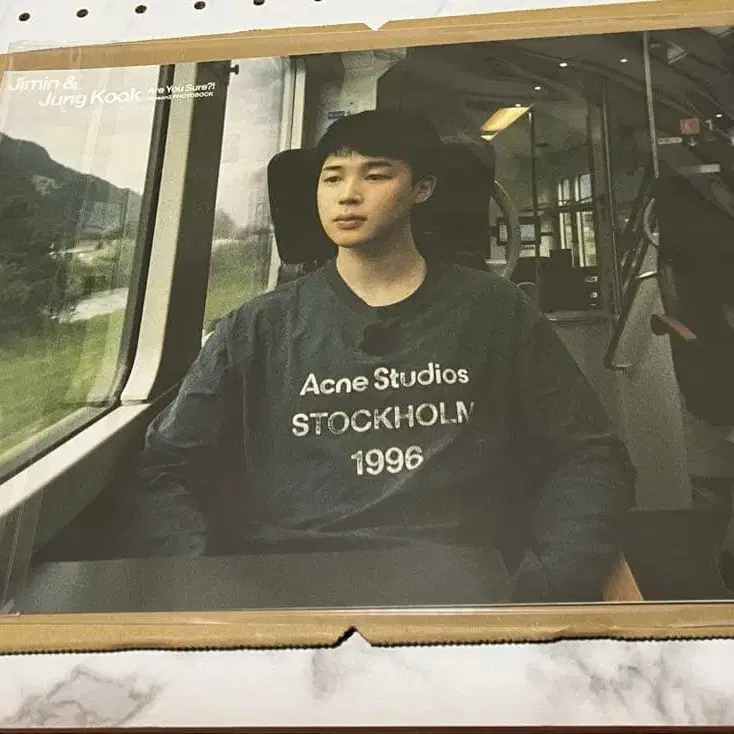 Jimin &
Jung Kook Are You Sure?!
PHOTOBOOK
Acne Studios
STOCKHOLM
1996